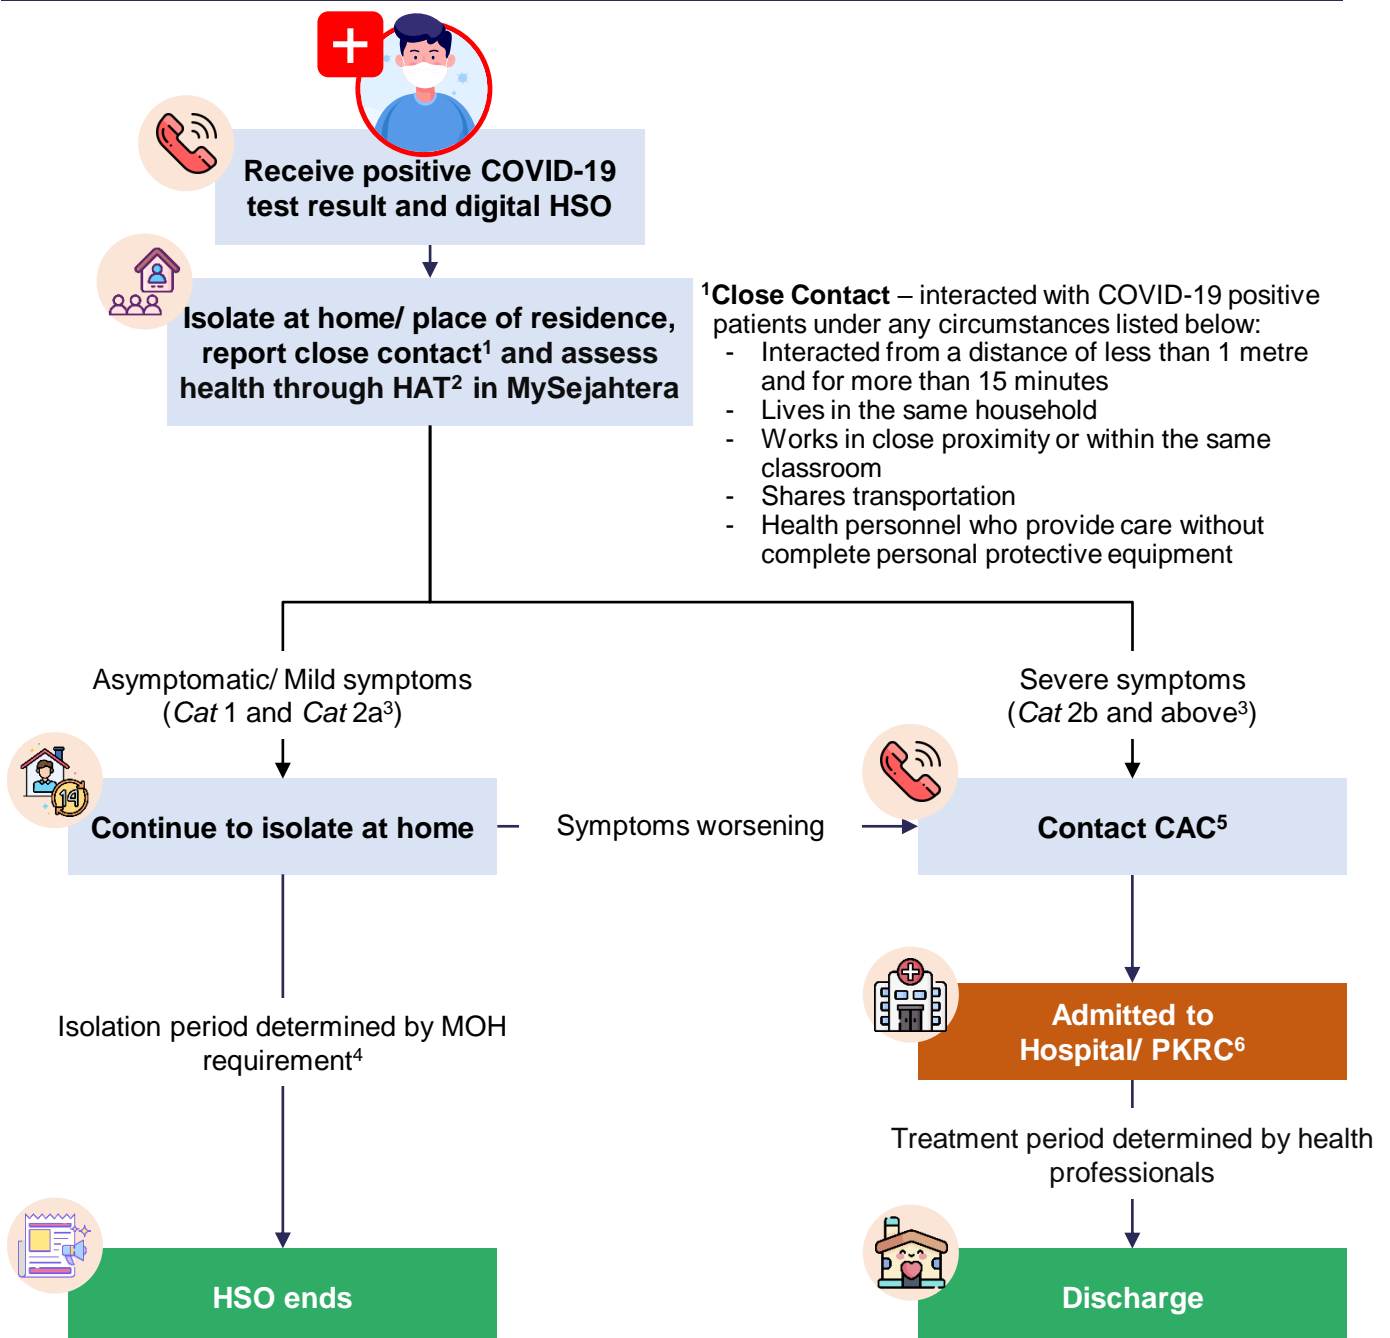 Receive positive COVID-19
test result and digital HSO
Isolate at home/ place of residence,
report close contact¹ and assess
health through HAT² in MySejahtera
¹Close Contact – interacted with COVID-19 positive
patients under any circumstances listed below:
- Interacted from a distance of less than 1 metre
and for more than 15 minutes
- Lives in the same household
- Works in close proximity or within the same
classroom
- Shares transportation
- Health personnel who provide care without
complete personal protective equipment
Asymptomatic/ Mild symptoms
(Cat 1 and Cat 2a³)
Severe symptoms
(Cat 2b and above³)
14
Continue to isolate at home
Symptoms worsening
Contact CAC⁵
Isolation period determined by MOH
requirement⁴
Admitted to
Hospital/ PKRC⁶
Treatment period determined by health
professionals
HSO ends
Discharge